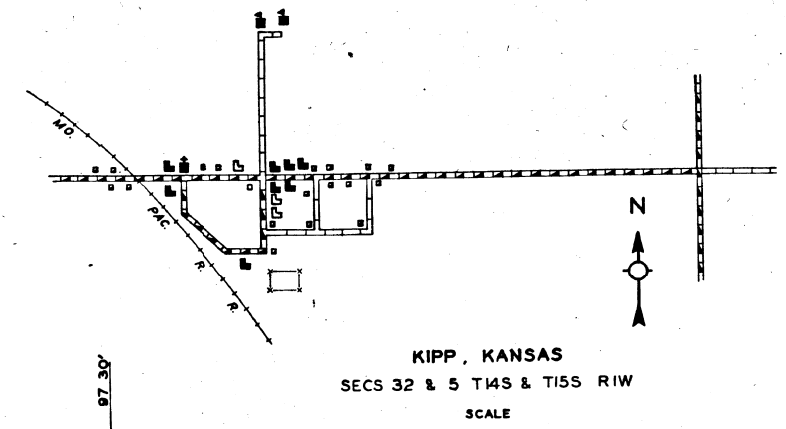 MO.
PAC.
R.
R.
N
97 30'
KIPP, KANSAS
SECS 32 & 5 T14S & T15S R1W
SCALE